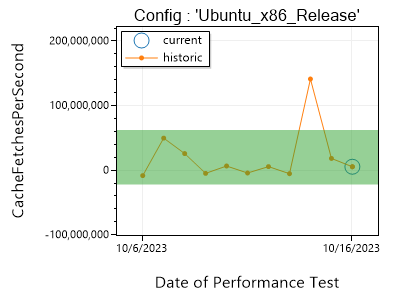 Config : 'Ubuntu_x86_Release'
current
historic
CacheFetchesPerSecond
200,000,000
100,000,000
0
-100,000,000
10/6/2023
10/16/2023
Date of Performance Test